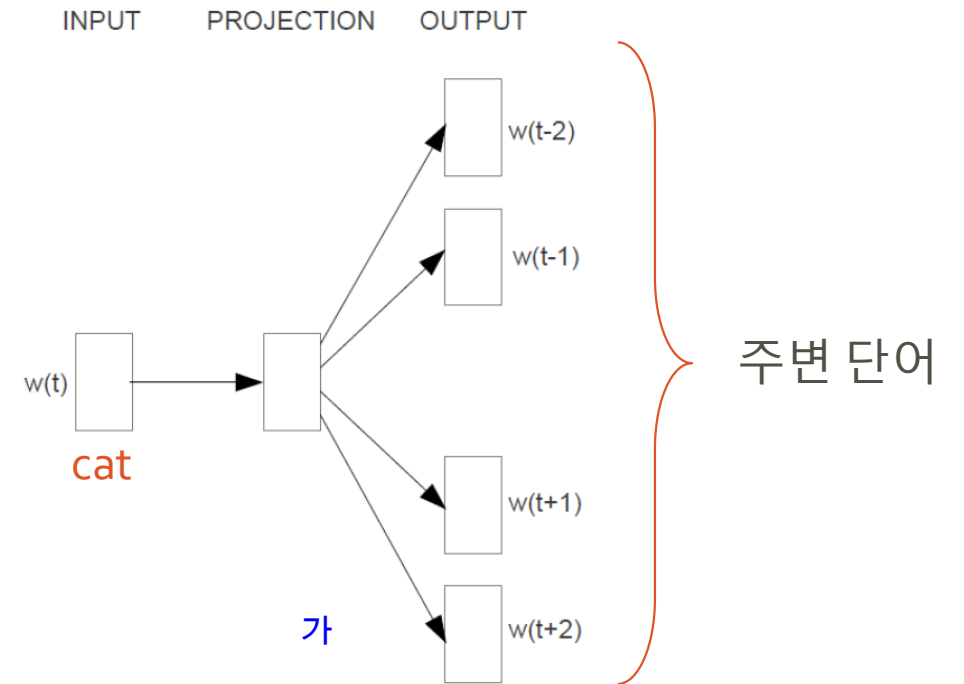 INPUT PROJECTION OUTPUT
w(t-2)
w(t-1)
주변 단어
w(t)
cat
w(t+1)
가
w(t+2)